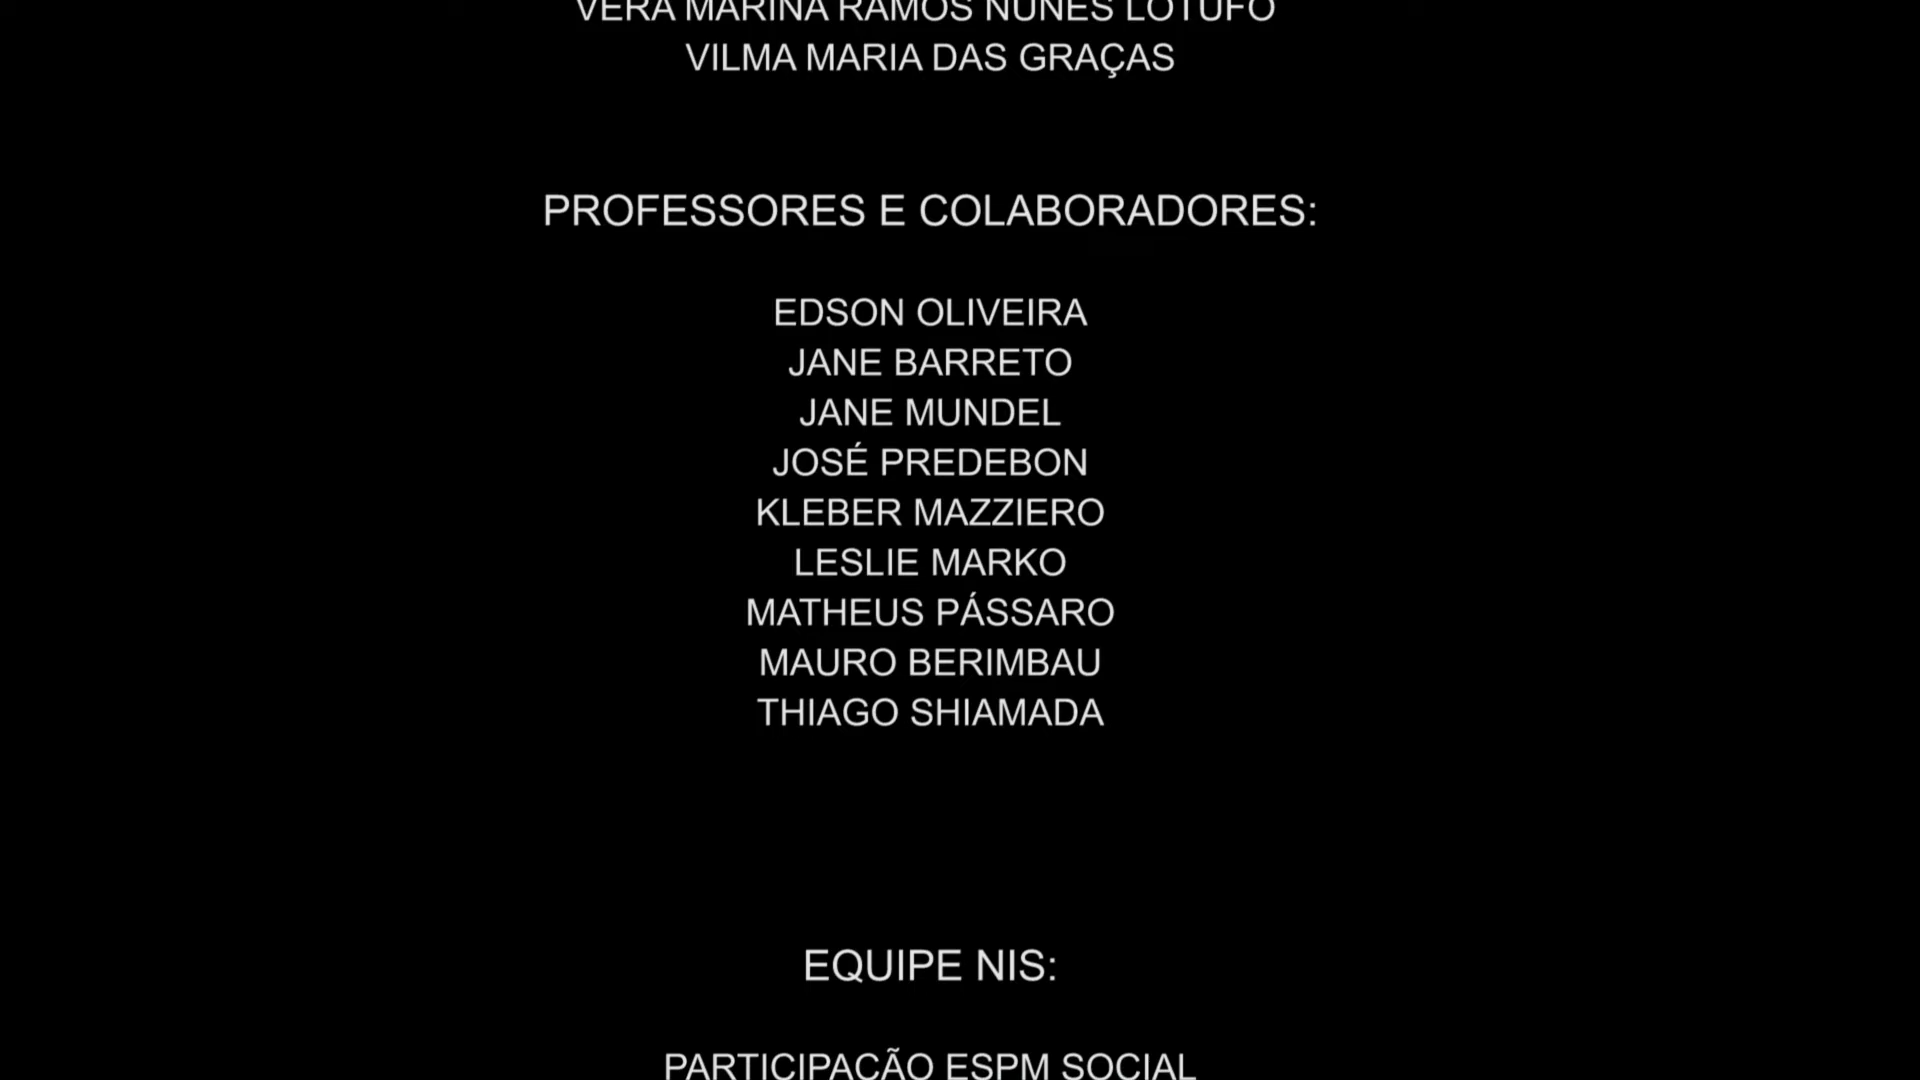 VERA MARINA RAMOS NUNES LOTUFO
VILMA MARIA DAS GRAÇAS
PROFESSORES E COLABORADORES:
EDSON OLIVEIRA
JANE BARRETO
JANE MUNDEL
JOSÉ PREDEBON
KLEBER MAZZIERO
LESLIE MARKO
MATHEUS PÁSSARO
MAURO BERIMBAU
THIAGO SHIAMADA
EQUIPE NIS:
PARTICIPAÇÃO ESPM SOCIAL